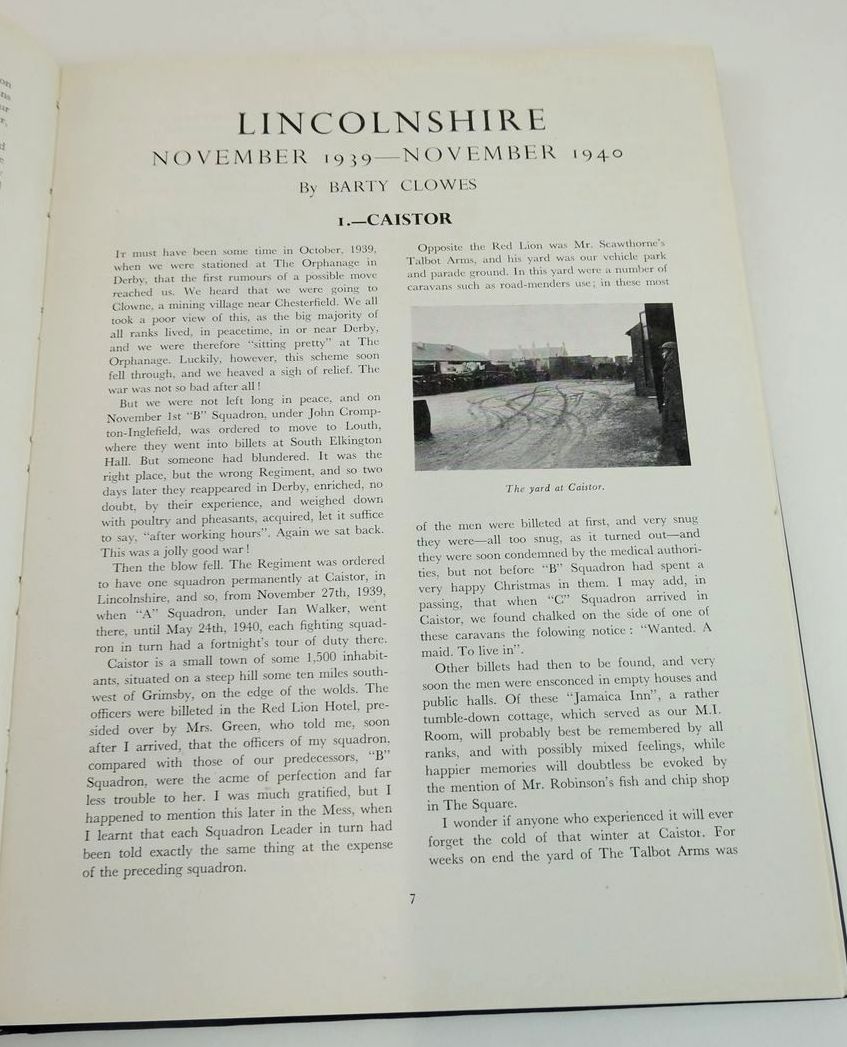 on
ns
ur
r,
d
e
LINCOLNSHIRE
NOVEMBER 1939—NOVEMBER 1940
By BARTY CLOWES
1.—CAISTOR
IT must have been some time in October, 1939,
when we were stationed at The Orphanage in
Derby, that the first rumours of a possible move
reached us. We heard that we were going to
Clowne, a mining village near Chesterfield. We all
took a poor view of this, as the big majority of
all ranks lived, in peacetime, in or near Derby,
and we were therefore "sitting pretty" at The
Orphanage. Luckily, however, this scheme soon
fell through, and we heaved a sigh of relief. The
war was not so bad after all !
But we were not left long in peace, and on
November 1st "B" Squadron, under John Cromp-
ton-Inglefield, was ordered to move to Louth,
where they went into billets at South Elkington
Hall. But someone had blundered. It was the
right place, but the wrong Regiment, and so two
days later they reappeared in Derby, enriched, no
doubt, by their experience, and weighed down
with poultry and pheasants, acquired, let it suffice
to say, "after working hours". Again we sat back.
This was a jolly good war !
Then the blow fell. The Regiment was ordered
to have one squadron permanently at Caistor, in
Lincolnshire, and so, from November 27th, 1939,
when "A" Squadron, under Ian Walker, went
there, until May 24th, 1940, each fighting squad-
ron in turn had a fortnight's tour of duty there.
Caistor is a small town of some 1,500 inhabit-
ants, situated on a steep hill some ten miles south-
west of Grimsby, on the edge of the wolds. The
officers were billeted in the Red Lion Hotel, pre-
sided over by Mrs. Green, who told me, soon
after I arrived, that the officers of my squadron,
compared with those of our predecessors, "B"
Squadron, were the acme of perfection and far
less trouble to her. I was much gratified, but I
happened to mention this later in the Mess, when
I learnt that each Squadron Leader in turn had
been told exactly the same thing at the expense
of the preceding squadron.
Opposite the Red Lion was Mr. Scawthorne's
Talbot Arms, and his yard was our vehicle park
and parade ground. In this yard were a number of
caravans such as road-menders use; in these most
The yard at Caistor.
of the men were billeted at first, and very snug
they were—all too snug, as it turned out—and
they were soon condemned by the medical authori-
ties, but not before "B" Squadron had spent a
very happy Christmas in them. I may add, in
passing, that when "C" Squadron arrived in
Caistor, we found chalked on the side of one of
these caravans the folowing notice : "Wanted. A
maid. To live in".
Other billets had then to be found, and very
soon the men were ensconced in empty houses and
public halls. Of these "Jamaica Inn", a rather
tumble-down cottage, which served as our M.I.
Room, will probably best be remembered by all
ranks, and with possibly mixed feelings, while
happier memories will doubtless be evoked by
the mention of Mr. Robinson's fish and chip shop
in The Square.
I wonder if anyone who experienced it will ever
forget the cold of that winter at Caistor. For
weeks on end the yard of The Talbot Arms was
7